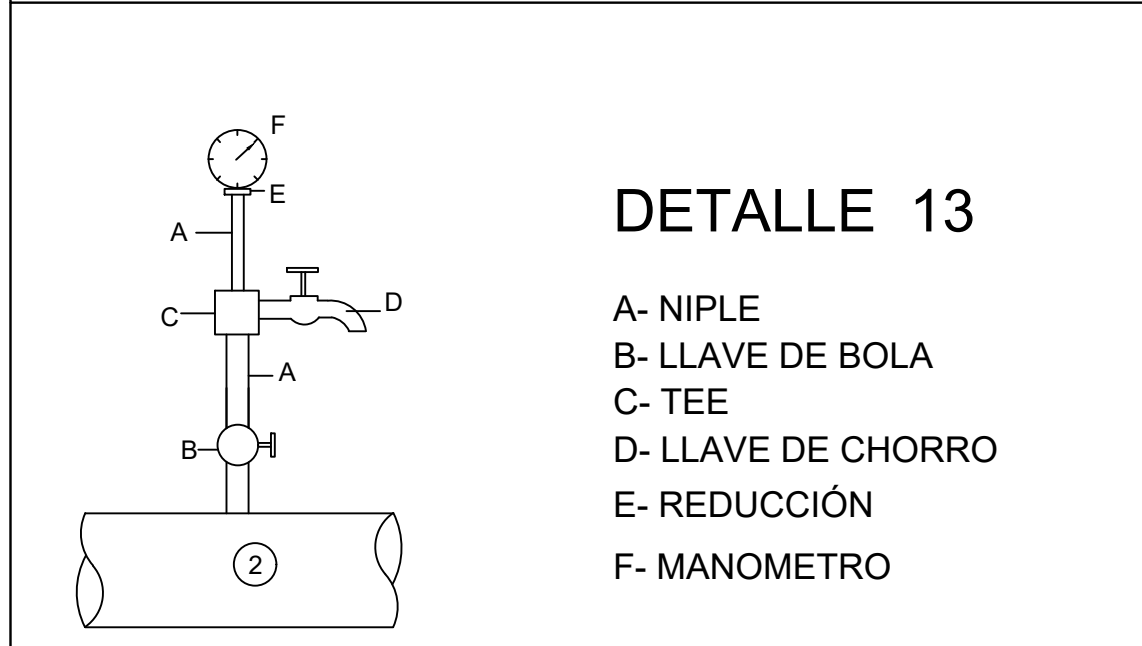 F
E
A
D
C
A
B
2
DETALLE 13
A- NIPLE
B- LLAVE DE BOLA
C- TEE
D- LLAVE DE CHORRO
E- REDUCCIÓN
F- MANOMETRO